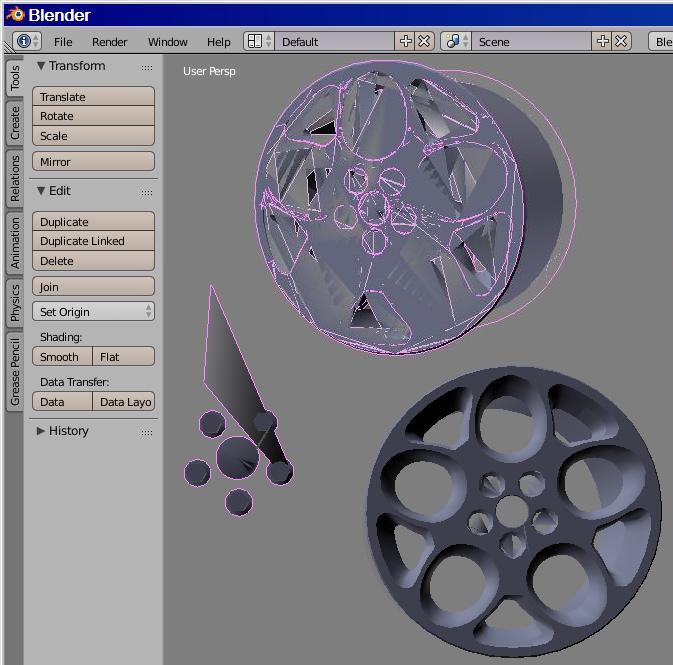 Blender
File Render Window Help Default Scene Ble
Tools
Create
Relations
Animation
Physics
Grease Pencil
Transform
Translate
Rotate
Scale
Mirror
Edit
Duplicate
Duplicate Linked
Delete
Join
Set Origin
Shading:
Smooth Flat
Data Transfer:
Data Data Layo
History
User Persp